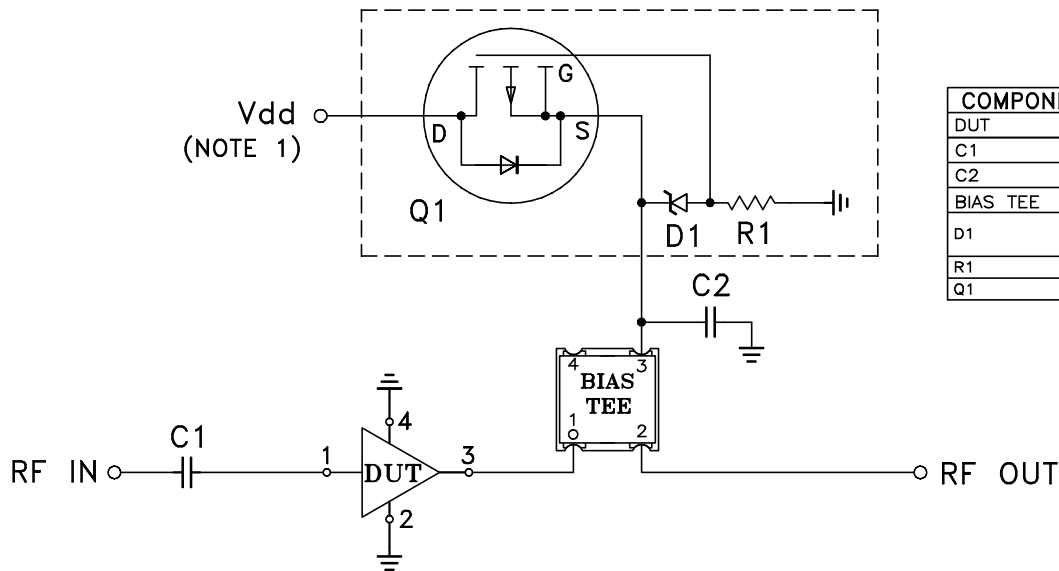 Vdd
(NOTE 1)
D
G
S
Q1
D1
R1
C2
4
3
BIAS
TEE
1
2
RF IN
C1
1
DUT
4
2
3
RF OUT
DUT
C1
C2
BIAS TEE
D1
R1
Q1